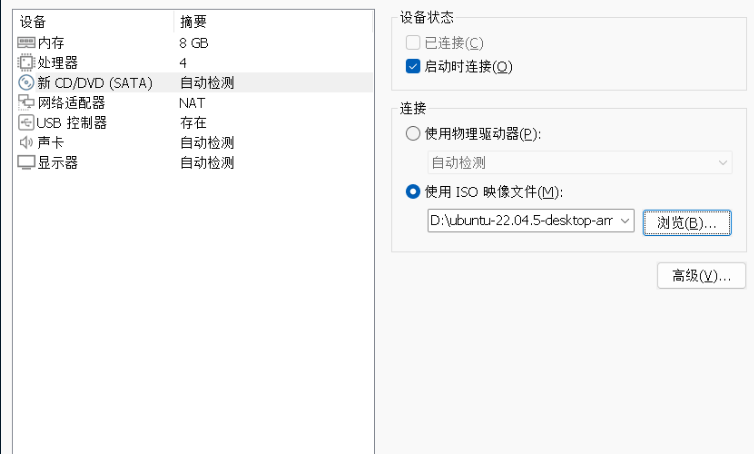 设备 摘要
内存 8 GB
处理器 4
新 CD/DVD (SATA) 自动检测
网络适配器 NAT
USB 控制器 存在
声卡 自动检测
显示器 自动检测
设备状态
已连接(C)
启动时连接(O)
连接
使用物理驱动器(P):
自动检测
使用 ISO 映像文件(M):
D:\ubuntu-22.04.5-desktop-am 浏览(B)...
高级(V)...